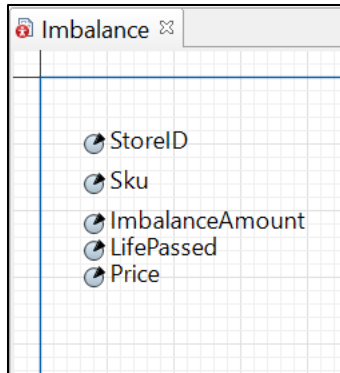 Imbalance
StoreID
Sku
ImbalanceAmount
LifePassed
Price